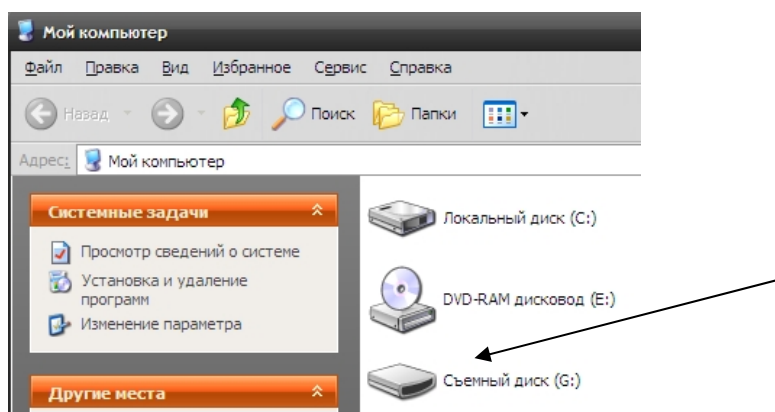 Мой компьютер
Файл Правка Вид Избранное Сервис Справка
Назад Поиск Папки
Адрес: Мой компьютер
Системные задачи
Просмотр сведений о системе
Установка и удаление
программ
Изменение параметра
Другие места
Локальный диск (C:)
DVD-RAM дисковод (E:)
Съемный диск (G:)